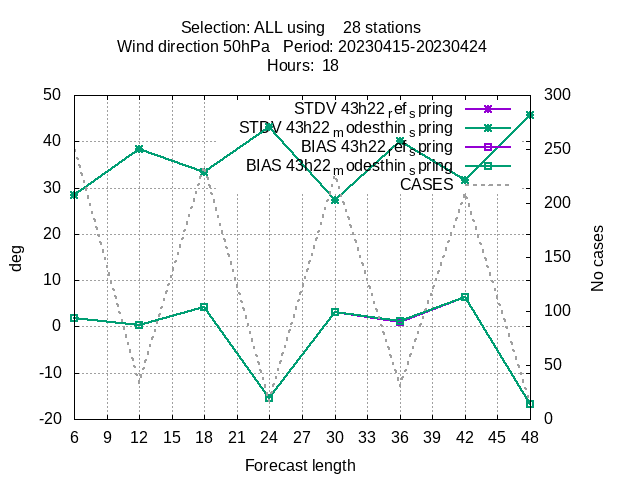 Selection: ALL using 28 stations
Wind direction 50hPa Period: 20230415-20230424
Hours: 18
STDV 43h22_ref_spring
STDV 43h22_modesthin_spring
BIAS 43h22_ref_spring
BIAS 43h22_modesthin_spring
CASES
50
40
30
20
10
0
-10
-20
deg
300
250
200
150
100
50
0
No cases
6 9 12 15 18 21 24 27 30 33 36 39 42 45 48
Forecast length